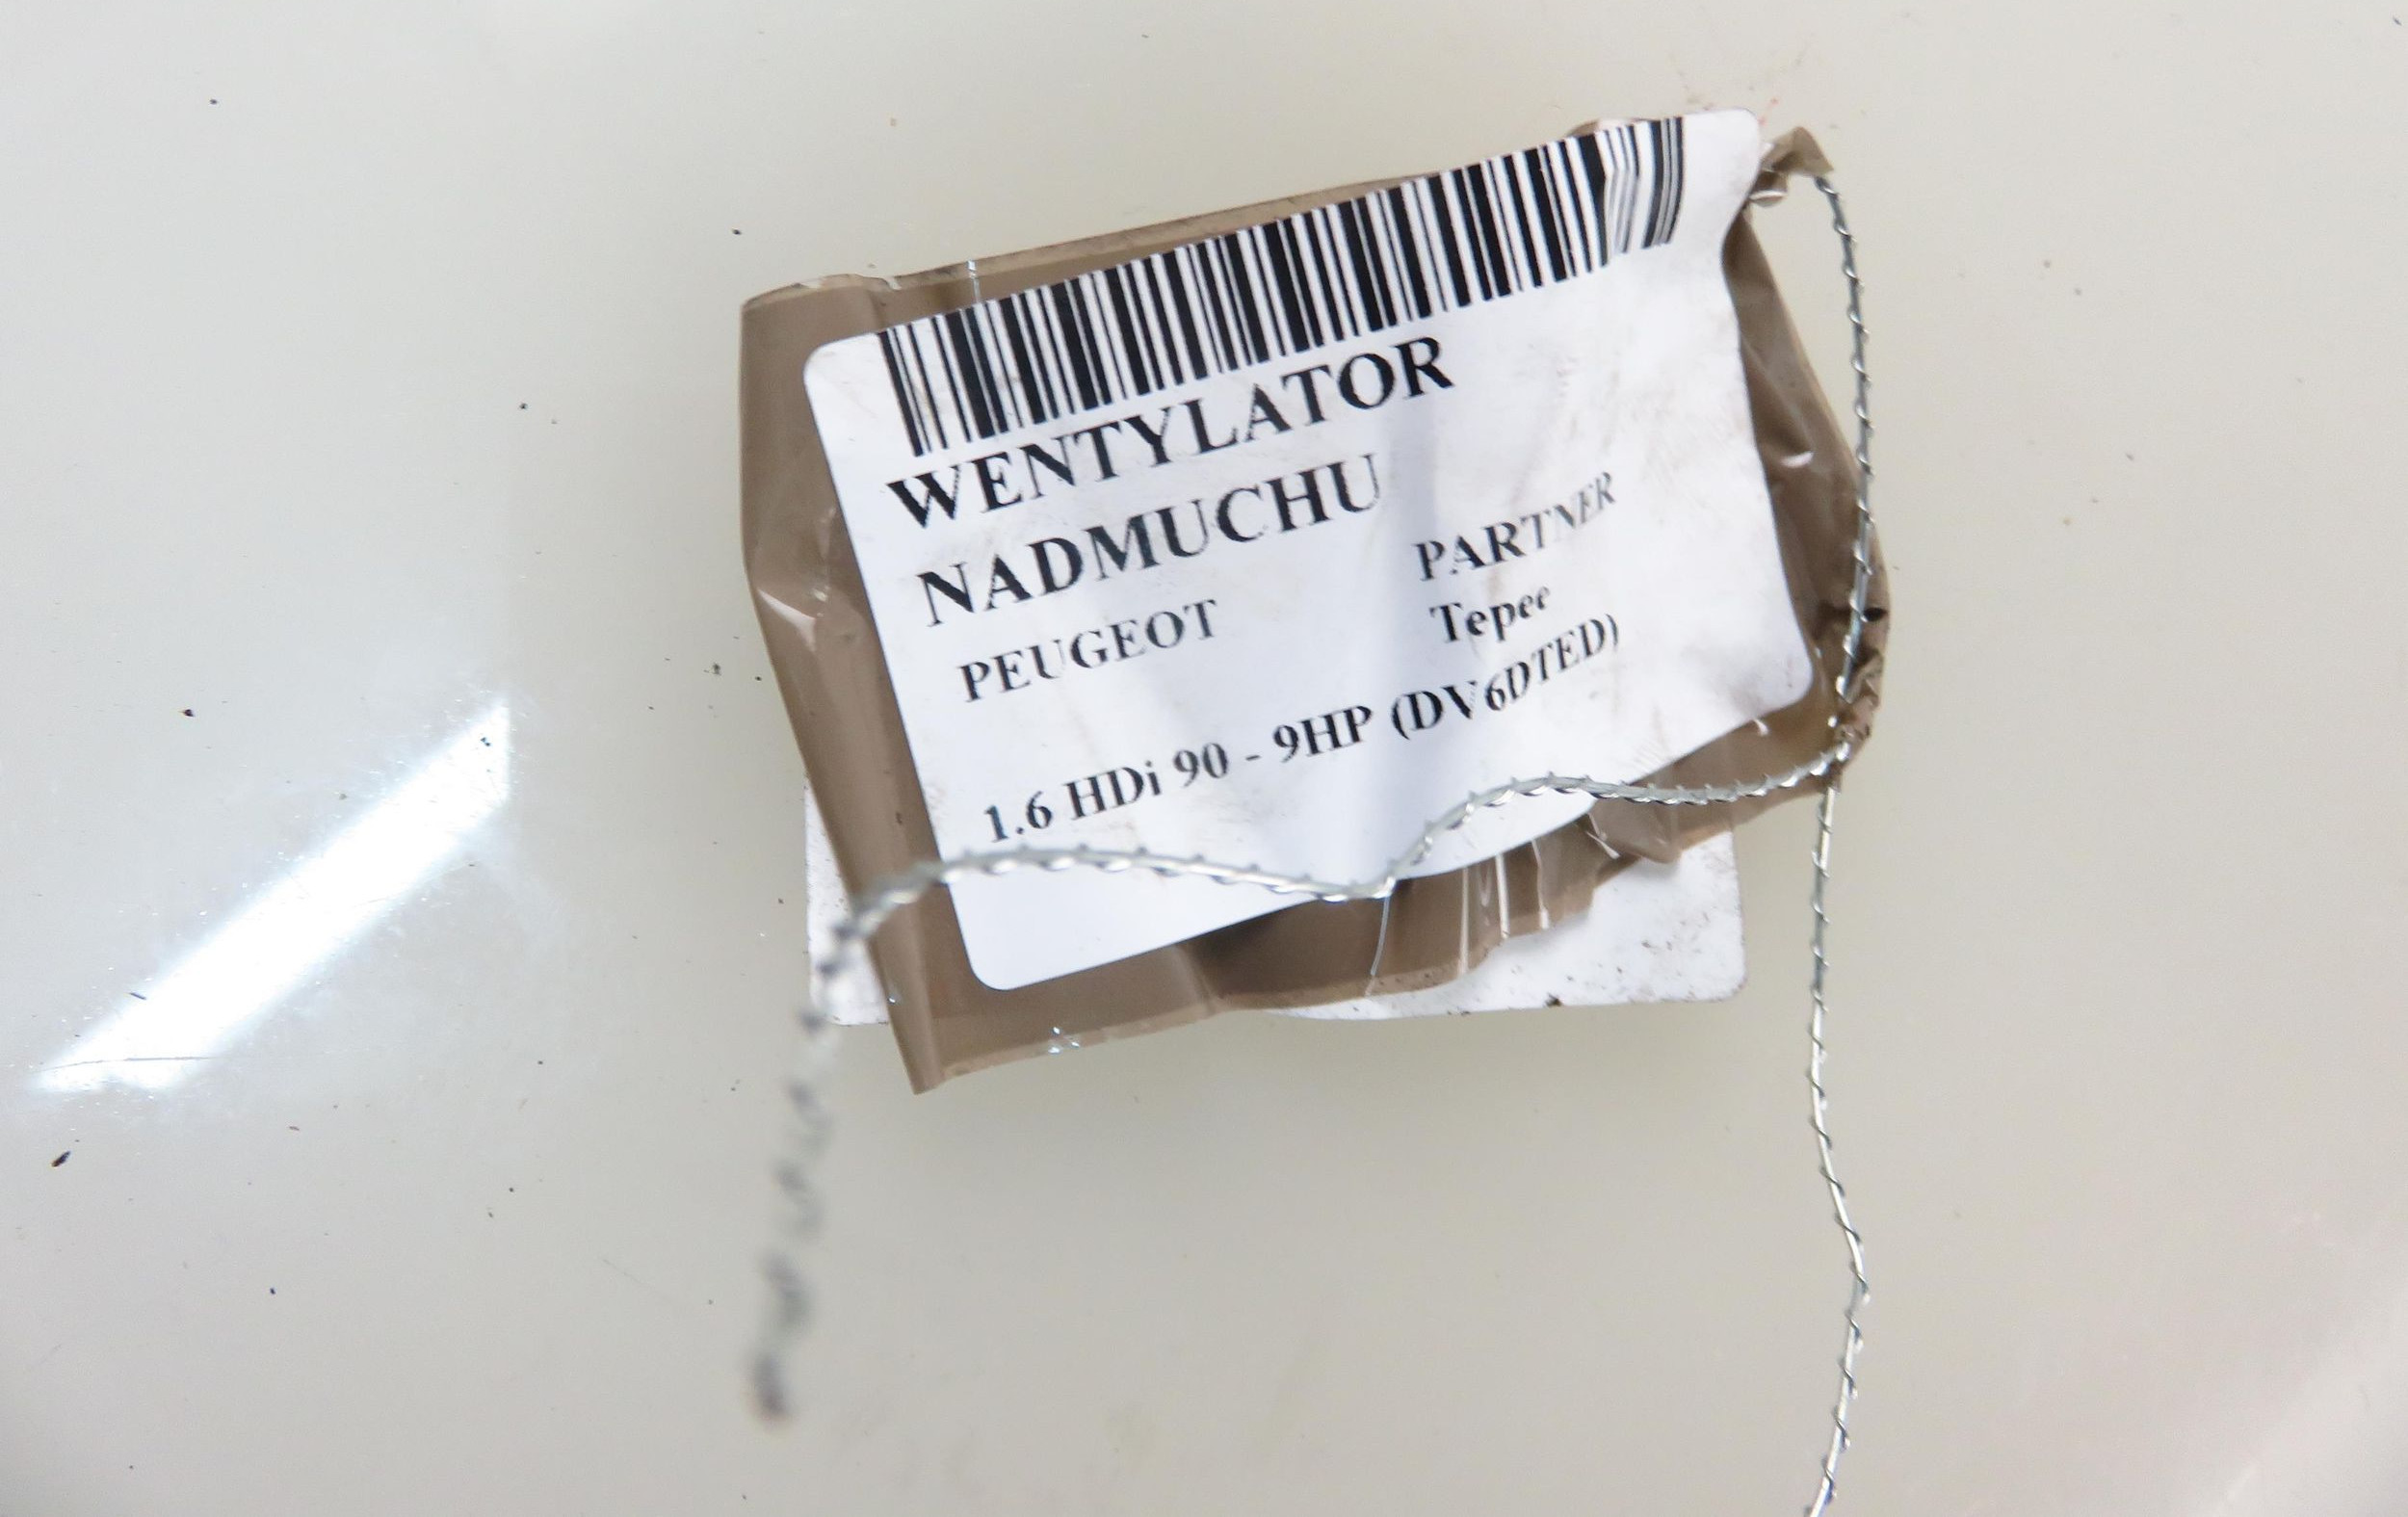 WENTYLATOR
NADMUCHU
PEUGEOT PARTNER
Tepee
1.6 HDi 90 - 9HP (DV6DTED)